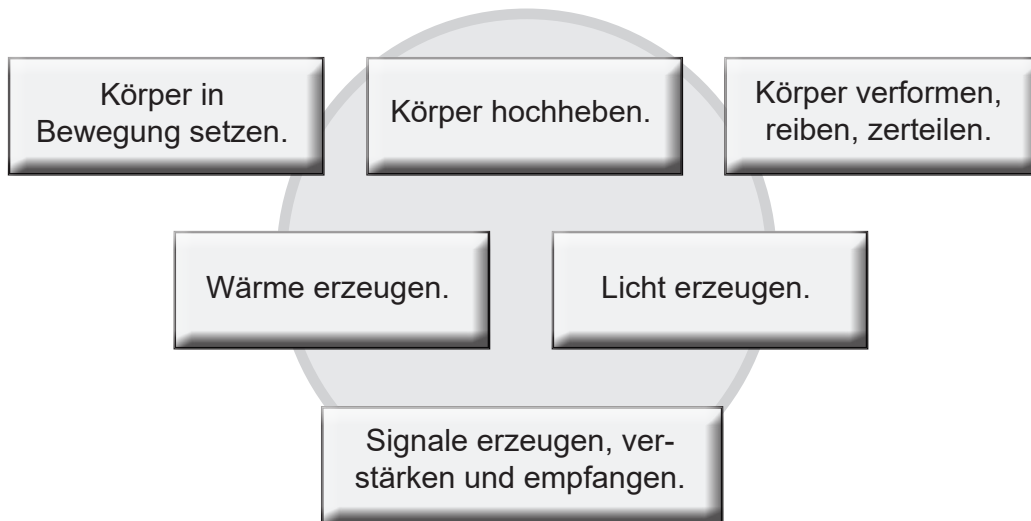 Körper in
Bewegung setzen.
Körper hochheben.
Körper verformen,
reiben, zerteilen.
Wärme erzeugen.
Licht erzeugen.
Signale erzeugen, ver-
stärken und empfangen.